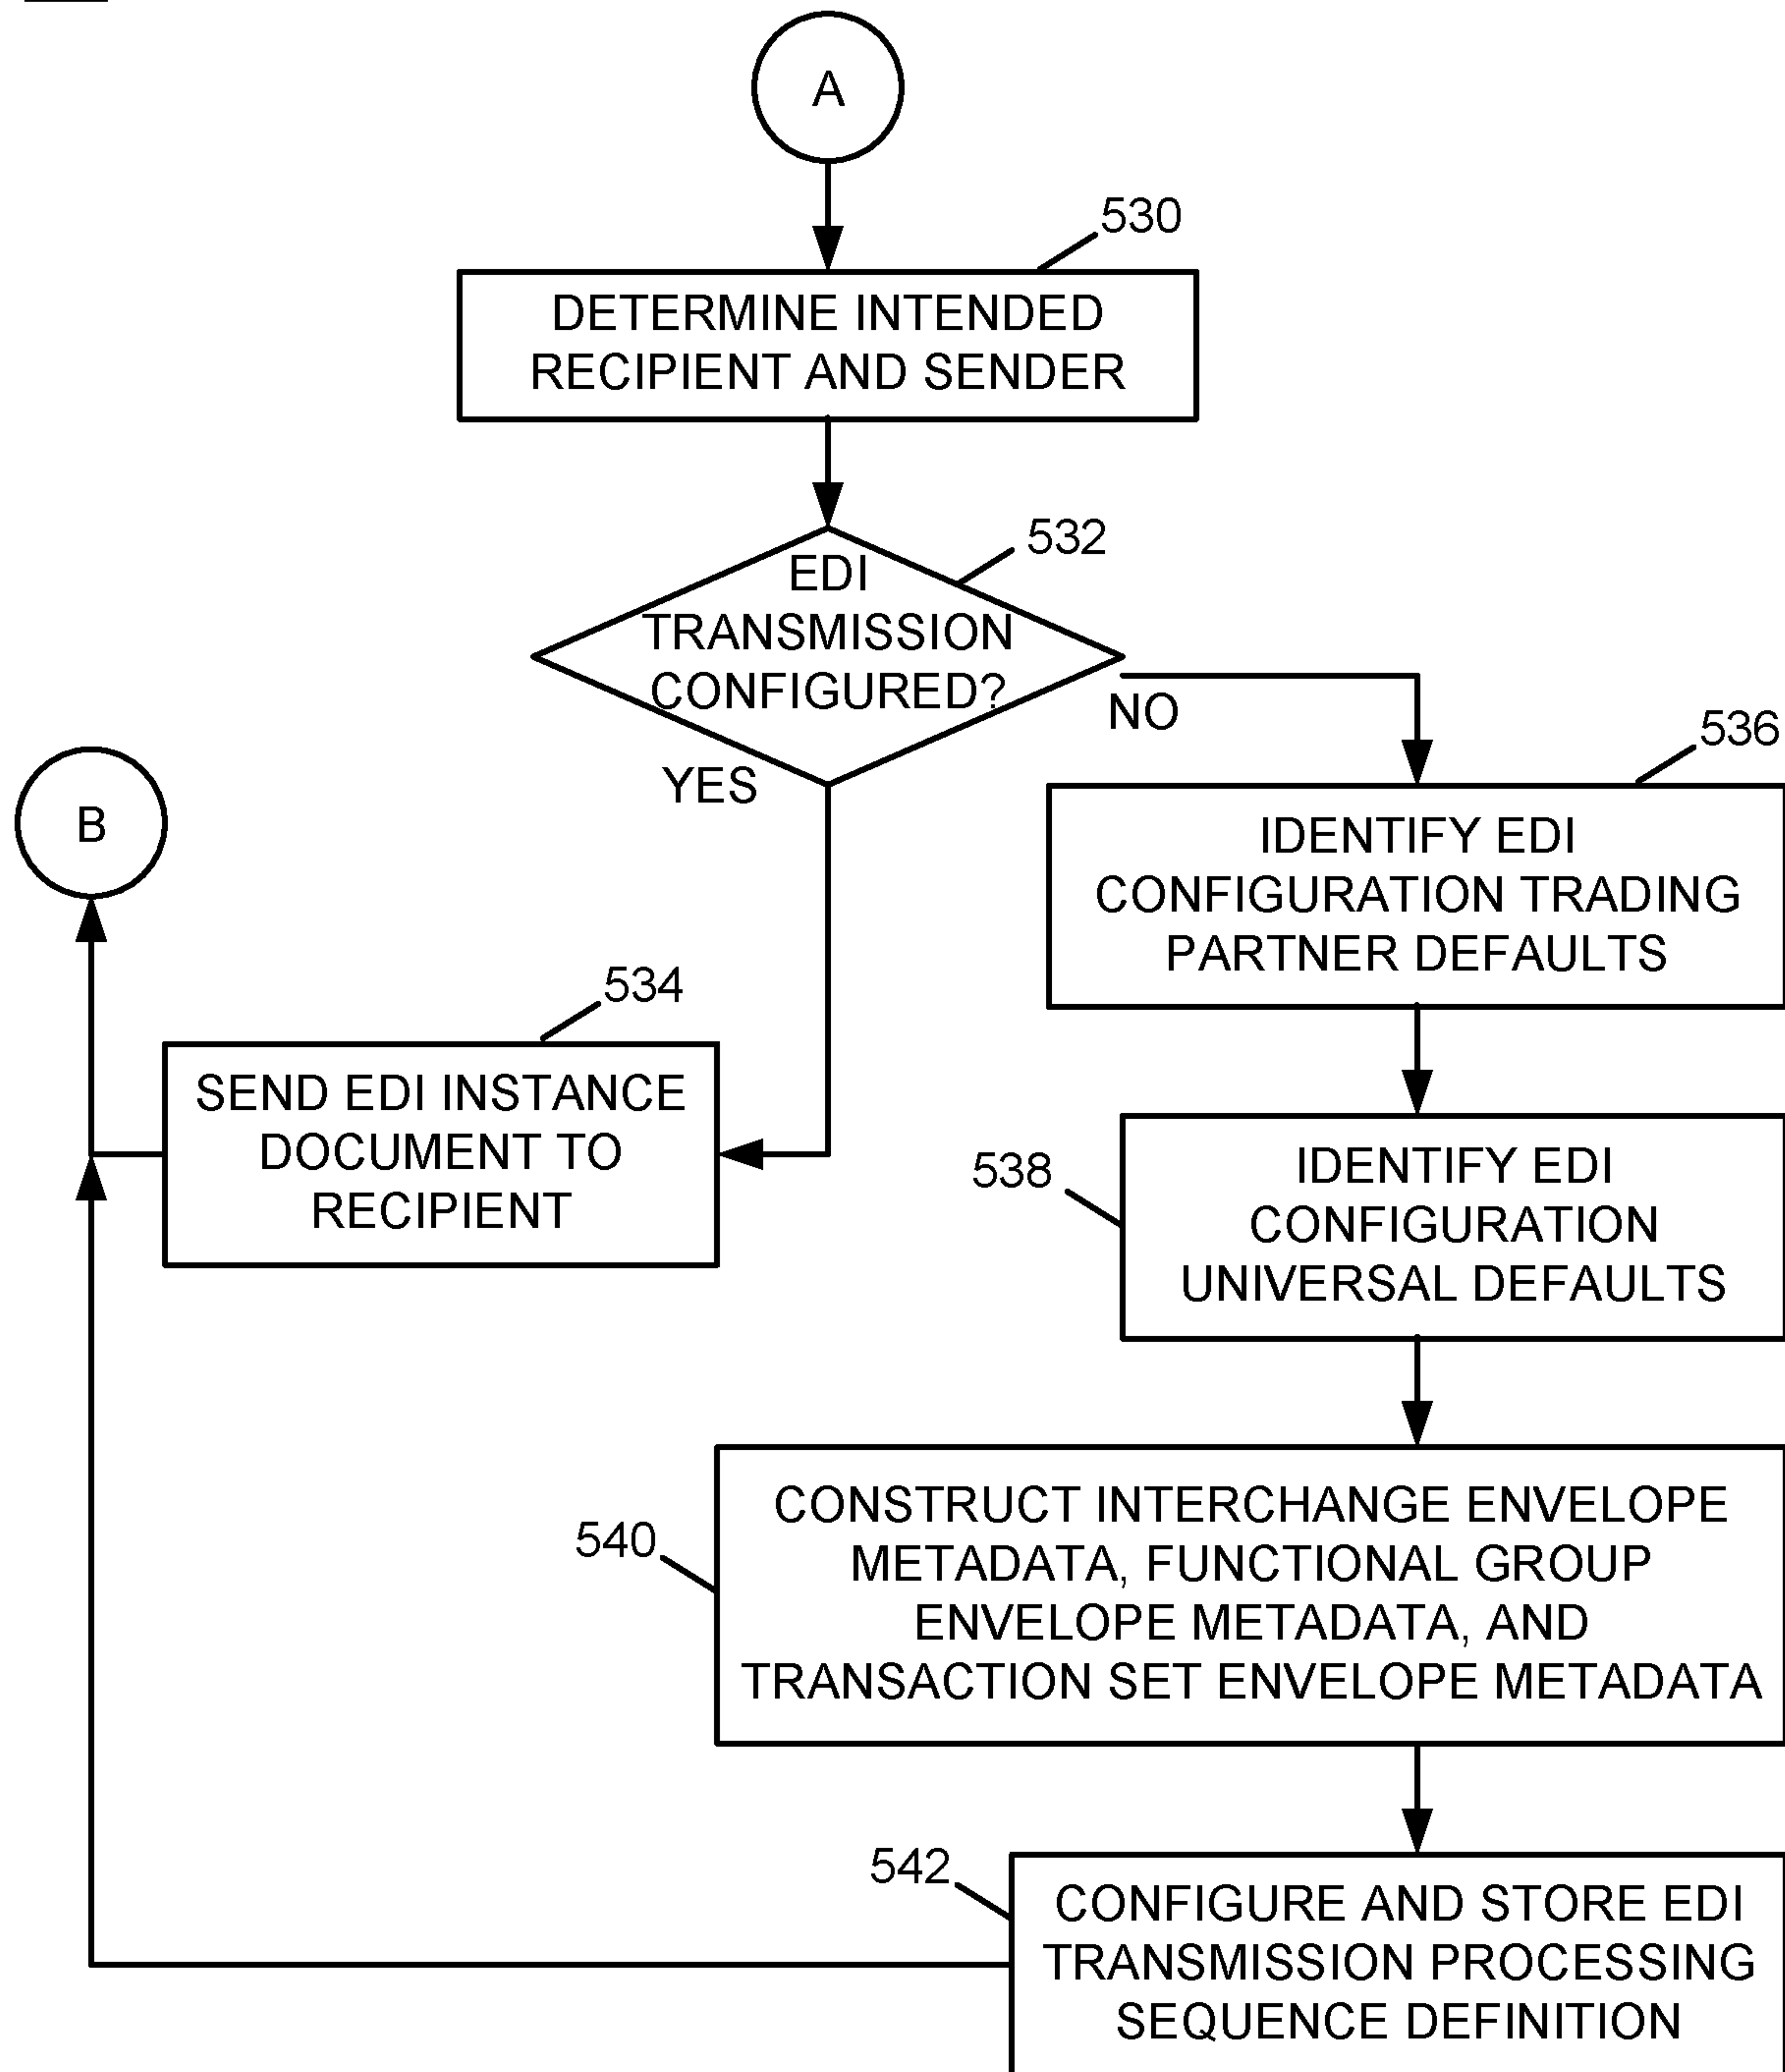 A
530
DETERMINE INTENDED
RECIPIENT AND SENDER
532
EDI
TRANSMISSION
CONFIGURED?
NO
YES
536
IDENTIFY EDI
CONFIGURATION TRADING
PARTNER DEFAULTS
B
534
SEND EDI INSTANCE
DOCUMENT TO
RECIPIENT
538
IDENTIFY EDI
CONFIGURATION
UNIVERSAL DEFAULTS
540
CONSTRUCT INTERCHANGE ENVELOPE
METADATA, FUNCTIONAL GROUP
ENVELOPE METADATA, AND
TRANSACTION SET ENVELOPE METADATA
542
CONFIGURE AND STORE EDI
TRANSMISSION PROCESSING
SEQUENCE DEFINITION